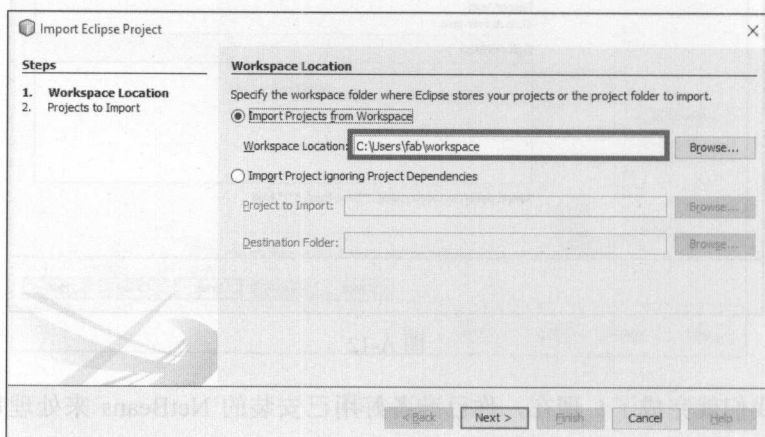 Import Eclipse Project
Steps
1. Workspace Location
2. Projects to Import
Workspace Location
Specify the workspace folder where Eclipse stores your projects or the project folder to import.
Import Projects from Workspace
Workspace Location: C:\Users\fab\workspace Browse...
Import Project ignoring Project Dependencies
Project to Import: Browse...
Destination Folder: Browse...
< Back Next > Finish Cancel Help